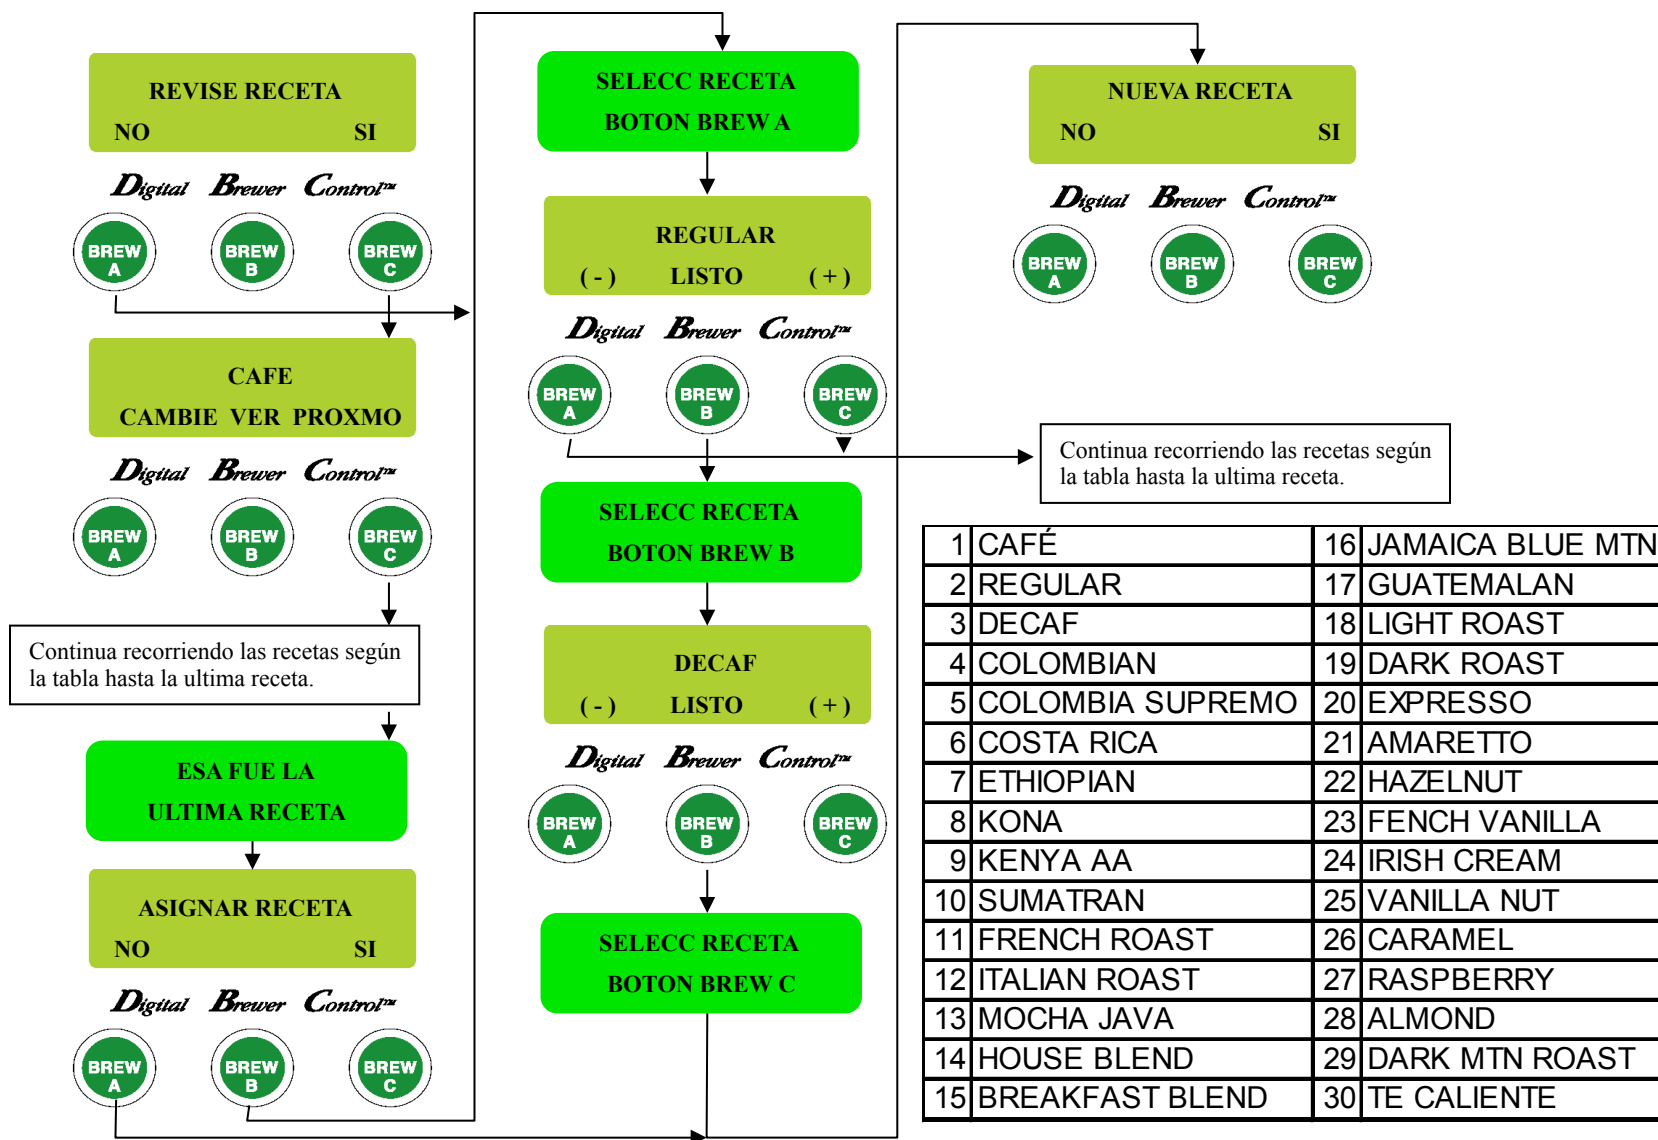 REVISE RECETA
NO SI
Digital Brewer Control™
BREW A BREW B BREW C
CAFE
CAMBIE VER PROXMO
Digital Brewer Control™
BREW A BREW B BREW C
Continua recorriendo las recetas según
la tabla hasta la ultima receta.
ESA FUE LA
ULTIMA RECETA
ASIGNAR RECETA
NO SI
Digital Brewer Control™
BREW A BREW B BREW C
SELECC RECETA
BOTON BREW A
REGULAR
( - ) LISTO ( + )
Digital Brewer Control™
BREW A BREW B BREW C
SELECC RECETA
BOTON BREW B
DECAF
( - ) LISTO ( + )
Digital Brewer Control™
BREW A BREW B BREW C
SELECC RECETA
BOTON BREW C
NUEVA RECETA
NO SI
Digital Brewer Control™
BREW A BREW B BREW C
Continua recorriendo las recetas según
la tabla hasta la ultima receta.
1 CAFÉ 16 JAMAICA BLUE MTN
2 REGULAR 17 GUATEMALAN
3 DECAF 18 LIGHT ROAST
4 COLOMBIAN 19 DARK ROAST
5 COLOMBIA SUPREMO 20 EXPRESSO
6 COSTA RICA 21 AMARETTO
7 ETHIOPIAN 22 HAZELNUT
8 KONA 23 FENCH VANILLA
9 KENYA AA 24 IRISH CREAM
10 SUMATRAN 25 VANILLA NUT
11 FRENCH ROAST 26 CARAMEL
12 ITALIAN ROAST 27 RASPBERRY
13 MOCHA JAVA 28 ALMOND
14 HOUSE BLEND 29 DARK MTN ROAST
15 BREAKFAST BLEND 30 TE CALIENTE